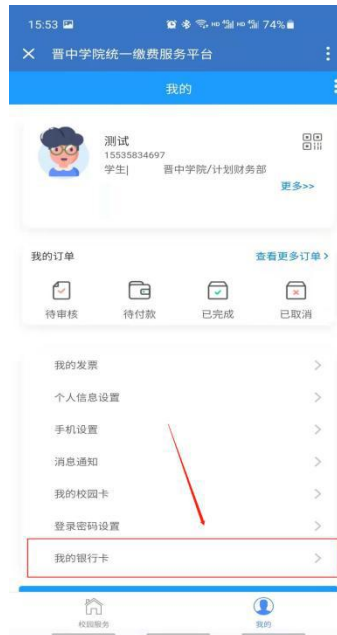 15:53 HD HD 74%
晋中学院统一缴费服务平台
我的
测试
15535834697
学生| 晋中学院/计划财务部
更多>>
我的订单 查看更多订单>
待审核 待付款 已完成 已取消
我的发票
个人信息设置
手机设置
消息通知
我的校园卡
登录密码设置
我的银行卡
校园服务 我的